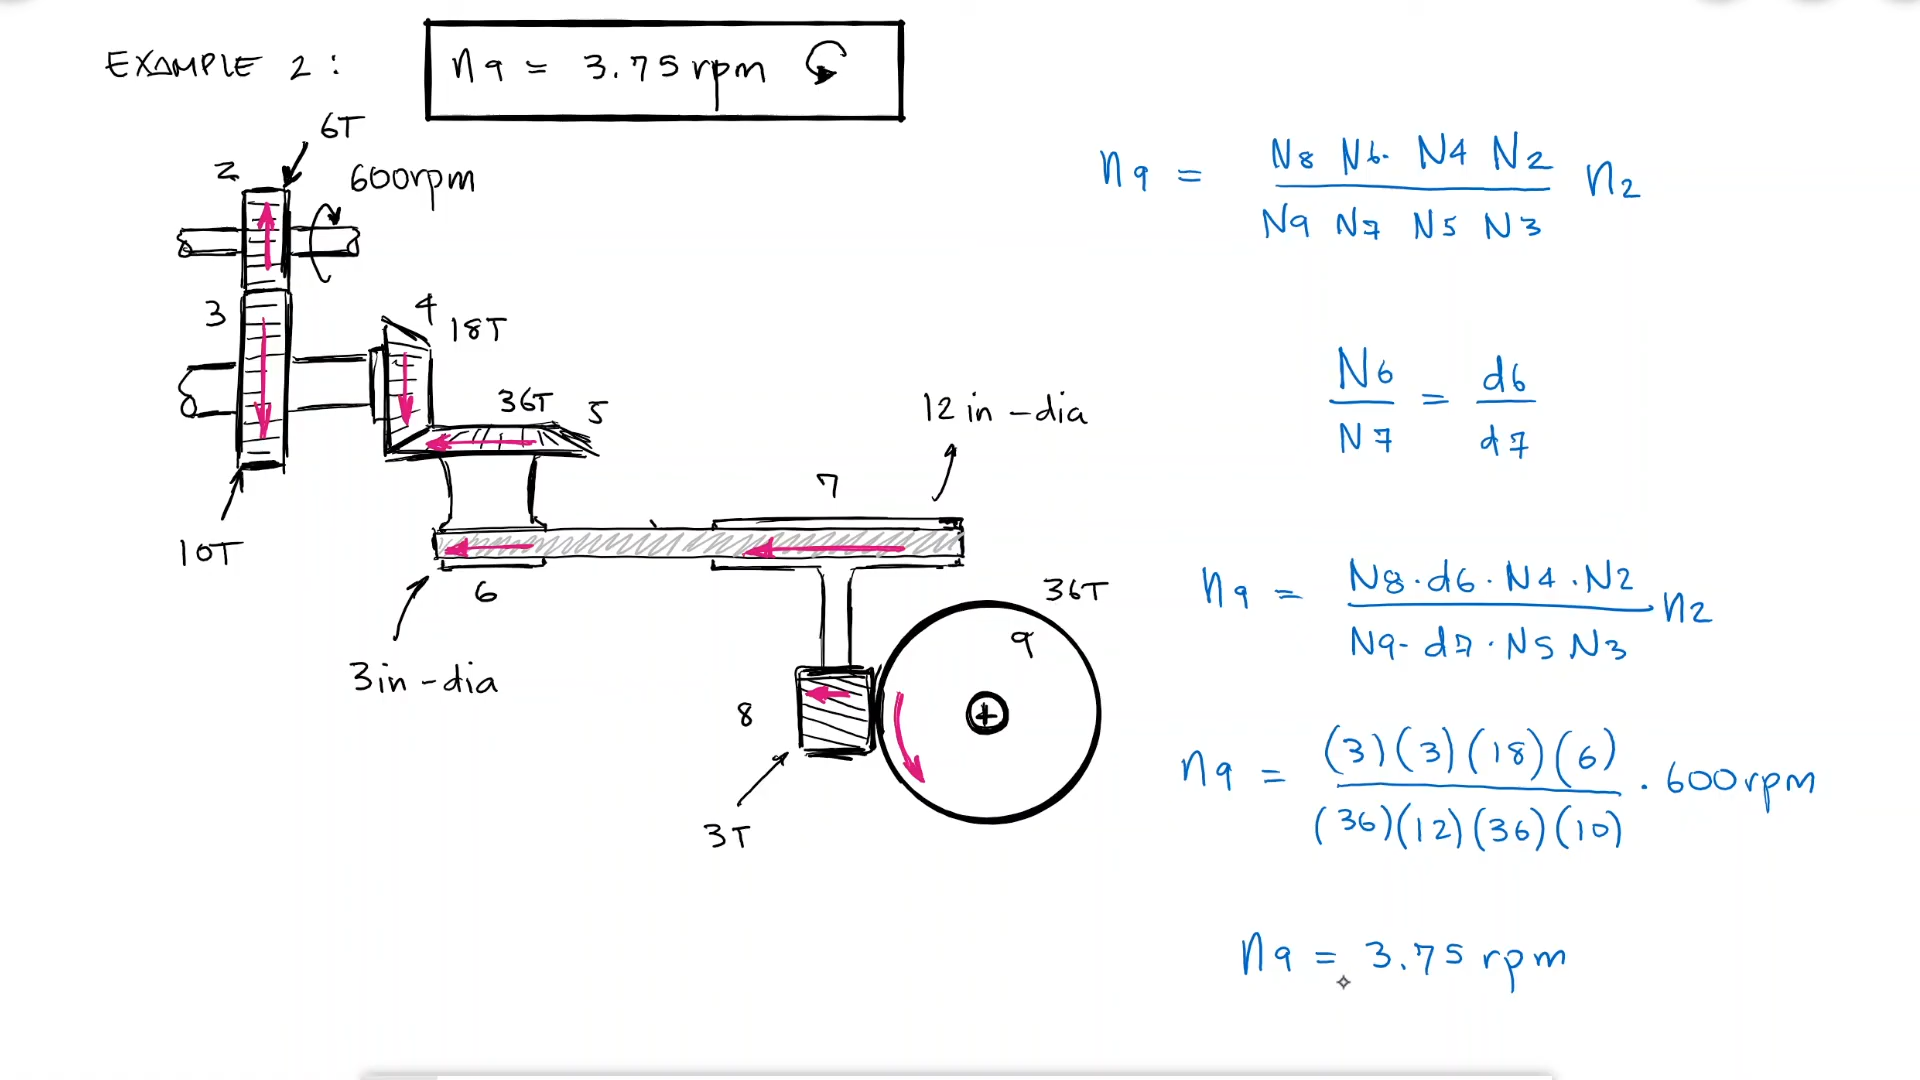 EXAMPLE 2 :
n9 = 3.75 rpm
6T
2
600rpm
3
4
18T
36T
5
10T
12 in - dia
7
6
3in - dia
36T
9
8
3T
n9 = N8 N6 · N4 N2 / N9 N7 N5 N3 n2
N6 / N7 = d6 / d7
n9 = N8 · d6 · N4 · N2 / N9 · d7 · N5 N3 · n2
n9 = (3)(3)(18)(6) / (36)(12)(36)(10) · 600rpm
n9 = 3.75 rpm